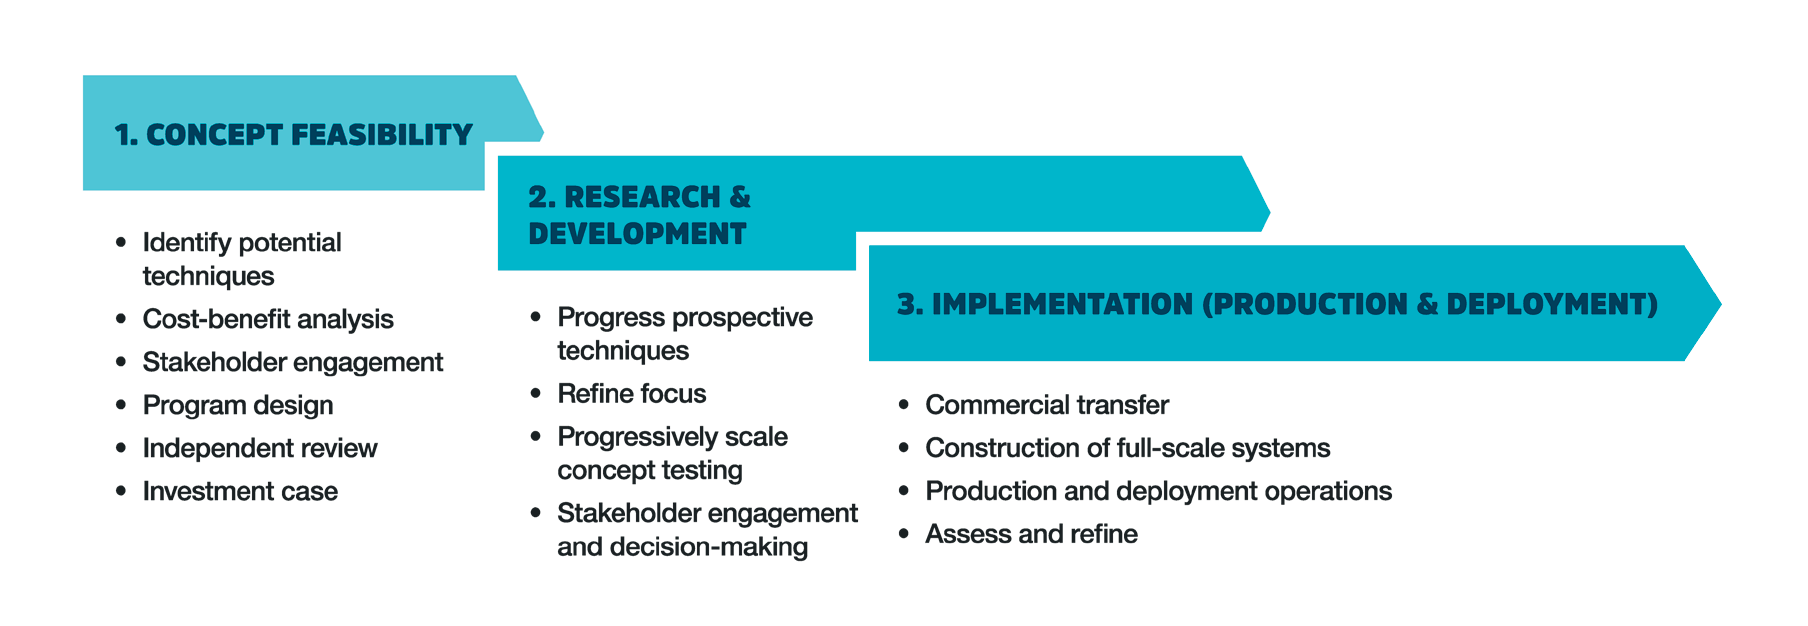 1. CONCEPT FEASIBILITY
• Identify potential
techniques
• Cost-benefit analysis
• Stakeholder engagement
• Program design
• Independent review
• Investment case
2. RESEARCH &
DEVELOPMENT
• Progress prospective
techniques
• Refine focus
• Progressively scale
concept testing
• Stakeholder engagement
and decision-making
3. IMPLEMENTATION (PRODUCTION & DEPLOYMENT)
• Commercial transfer
• Construction of full-scale systems
• Production and deployment operations
• Assess and refine